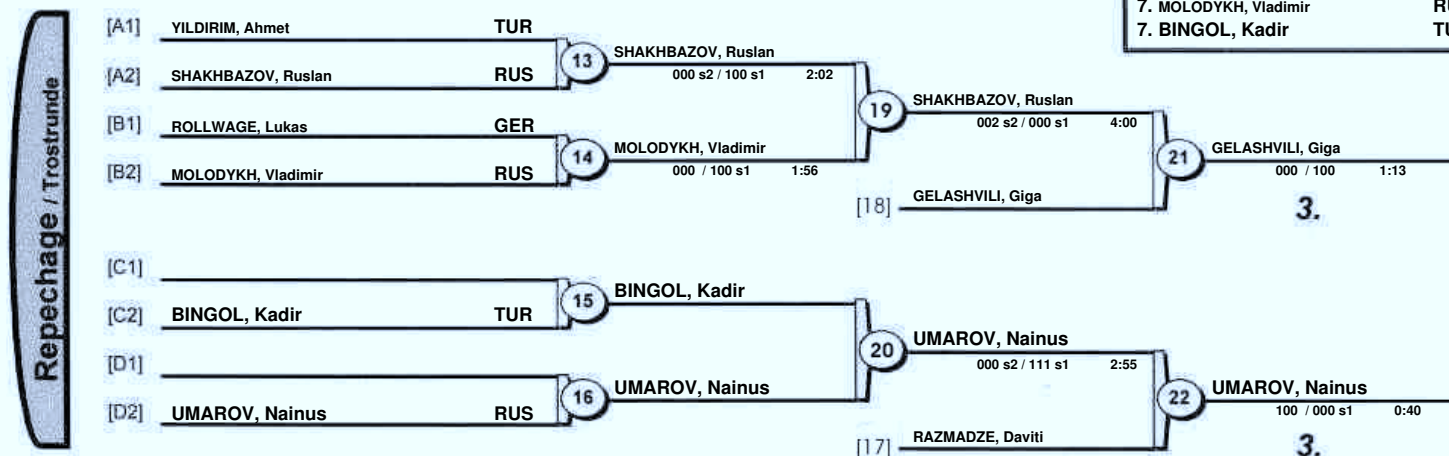 7. MOLODYKH, Vladimir
7. BINGOL, Kadir
Repechage / Trostrunde
[A1] YILDIRIM, Ahmet TUR
13
SHAKHBAZOV, Ruslan
000 s2 / 100 s1 2:02
[A2] SHAKHBAZOV, Ruslan RUS
19
SHAKHBAZOV, Ruslan
002 s2 / 000 s1 4:00
[B1] ROLLWAGE, Lukas GER
14
MOLODYKH, Vladimir
000 / 100 s1 1:56
[B2] MOLODYKH, Vladimir RUS
21
GELASHVILI, Giga
000 / 100 1:13
[18] GELASHVILI, Giga
3.
[C1]
15
BINGOL, Kadir
[C2] BINGOL, Kadir TUR
20
UMAROV, Nainus
000 s2 / 111 s1 2:55
[D1]
16
UMAROV, Nainus
[D2] UMAROV, Nainus RUS
22
UMAROV, Nainus
100 / 000 s1 0:40
[17] RAZMADZE, Daviti
3.